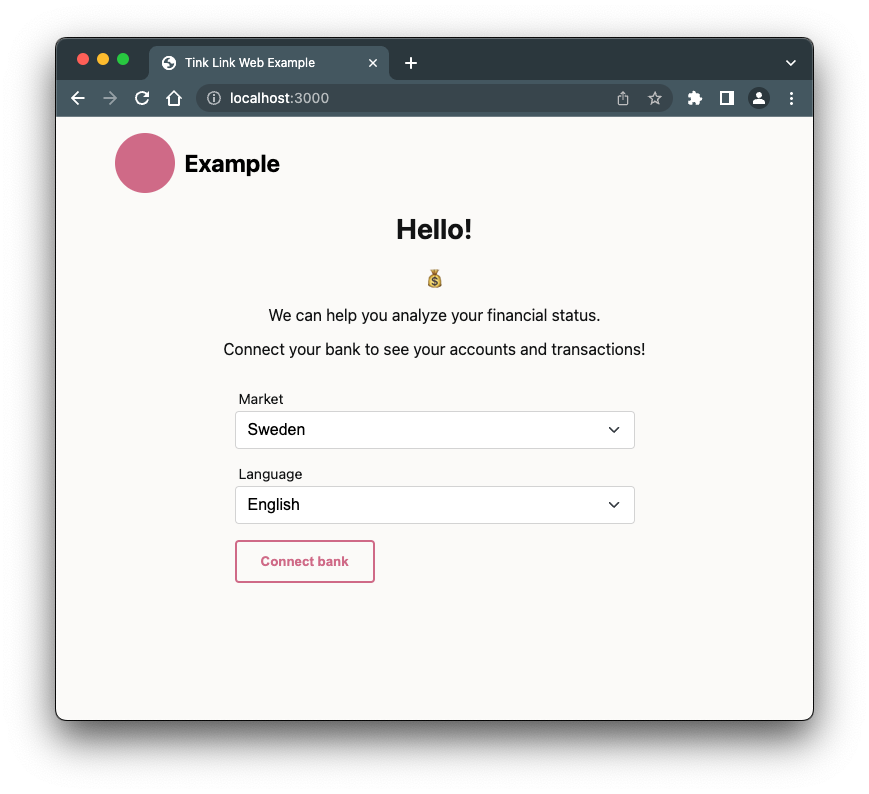 Tink Link Web Example
localhost:3000
Example
Hello!
We can help you analyze your financial status.
Connect your bank to see your accounts and transactions!
Market
Sweden
Language
English
Connect bank